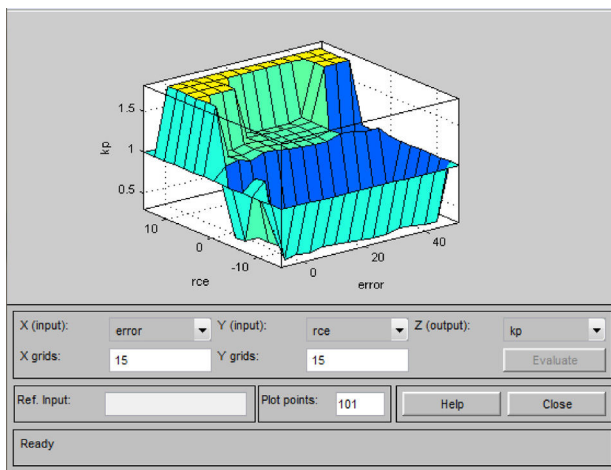 1.5
1
0.5
kp
10
0
-10
rce
0
20
40
error
X (input): error Y (input): rce Z (output): kp
X grids: 15 Y grids: 15 Evaluate
Ref. Input: Plot points: 101 Help Close
Ready